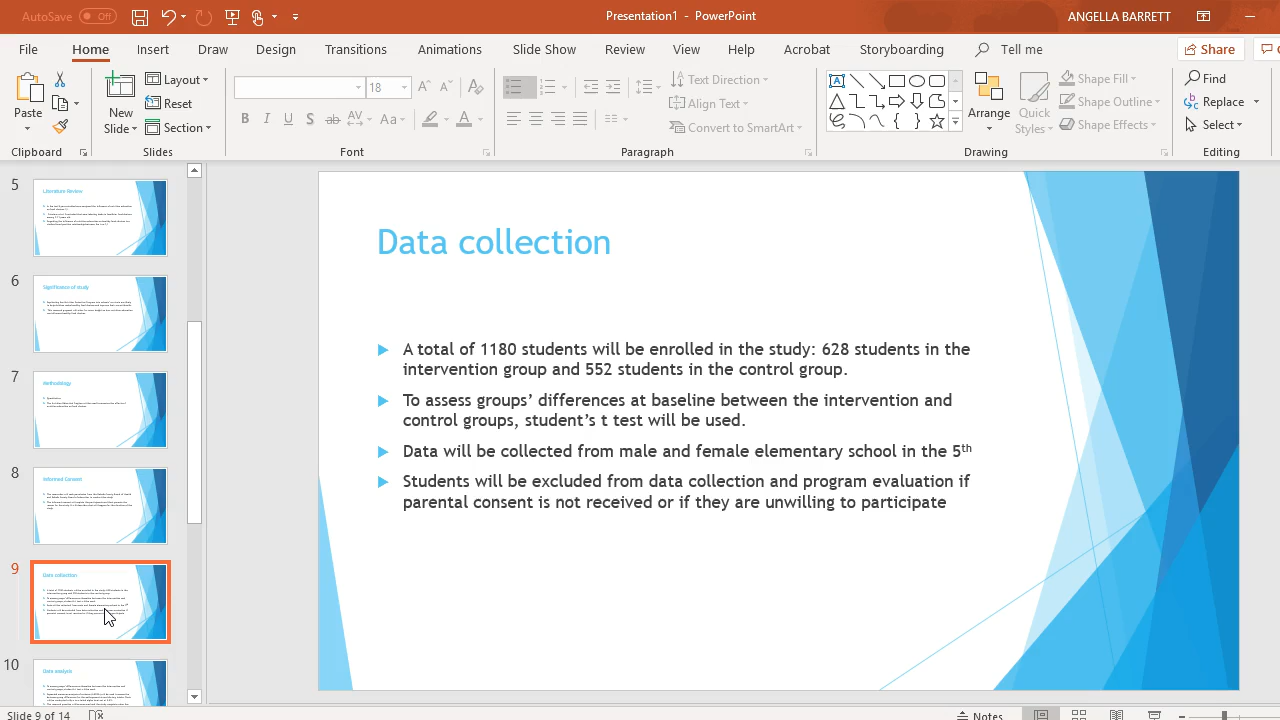 AutoSave Off
Presentation1 - PowerPoint
ANGELLA BARRETT
File Home Insert Draw Design Transitions Animations Slide Show Review View Help Acrobat Storyboarding Tell me Share
Paste
Clipboard
New
Slide
Layout
Reset
Section
Slides
18
B I U S ab AV Aa A
Font
Text Direction
Align Text
Convert to SmartArt
Paragraph
Arrange
Quick
Styles
Shape Fill
Shape Outline
Shape Effects
Drawing
Find
Replace
Select
Editing
5
Literature Review
6
Significance of study
7
Methodology
8
Informed Consent
9
Data collection
10
Data analysis
Data collection
A total of 1180 students will be enrolled in the study: 628 students in the
intervention group and 552 students in the control group.
To assess groups’ differences at baseline between the intervention and
control groups, student’s t test will be used.
Data will be collected from male and female elementary school in the 5th
Students will be excluded from data collection and program evaluation if
parental consent is not received or if they are unwilling to participate
Slide 9 of 14
Notes